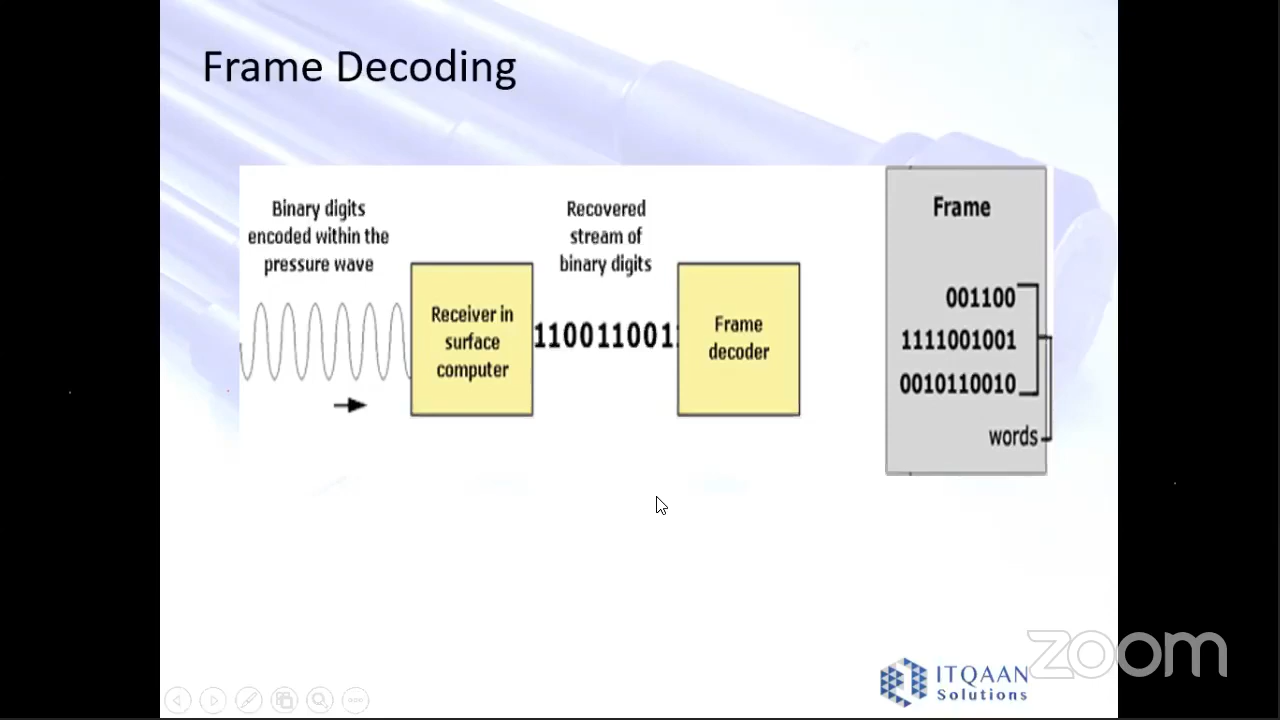 Frame Decoding
Binary digits
encoded within the
pressure wave
Receiver in
surface
computer
Recovered
stream of
binary digits
110011001
Frame
decoder
Frame
001100
1111001001
0010110010
words
ITQAAN
Solutions
zoom